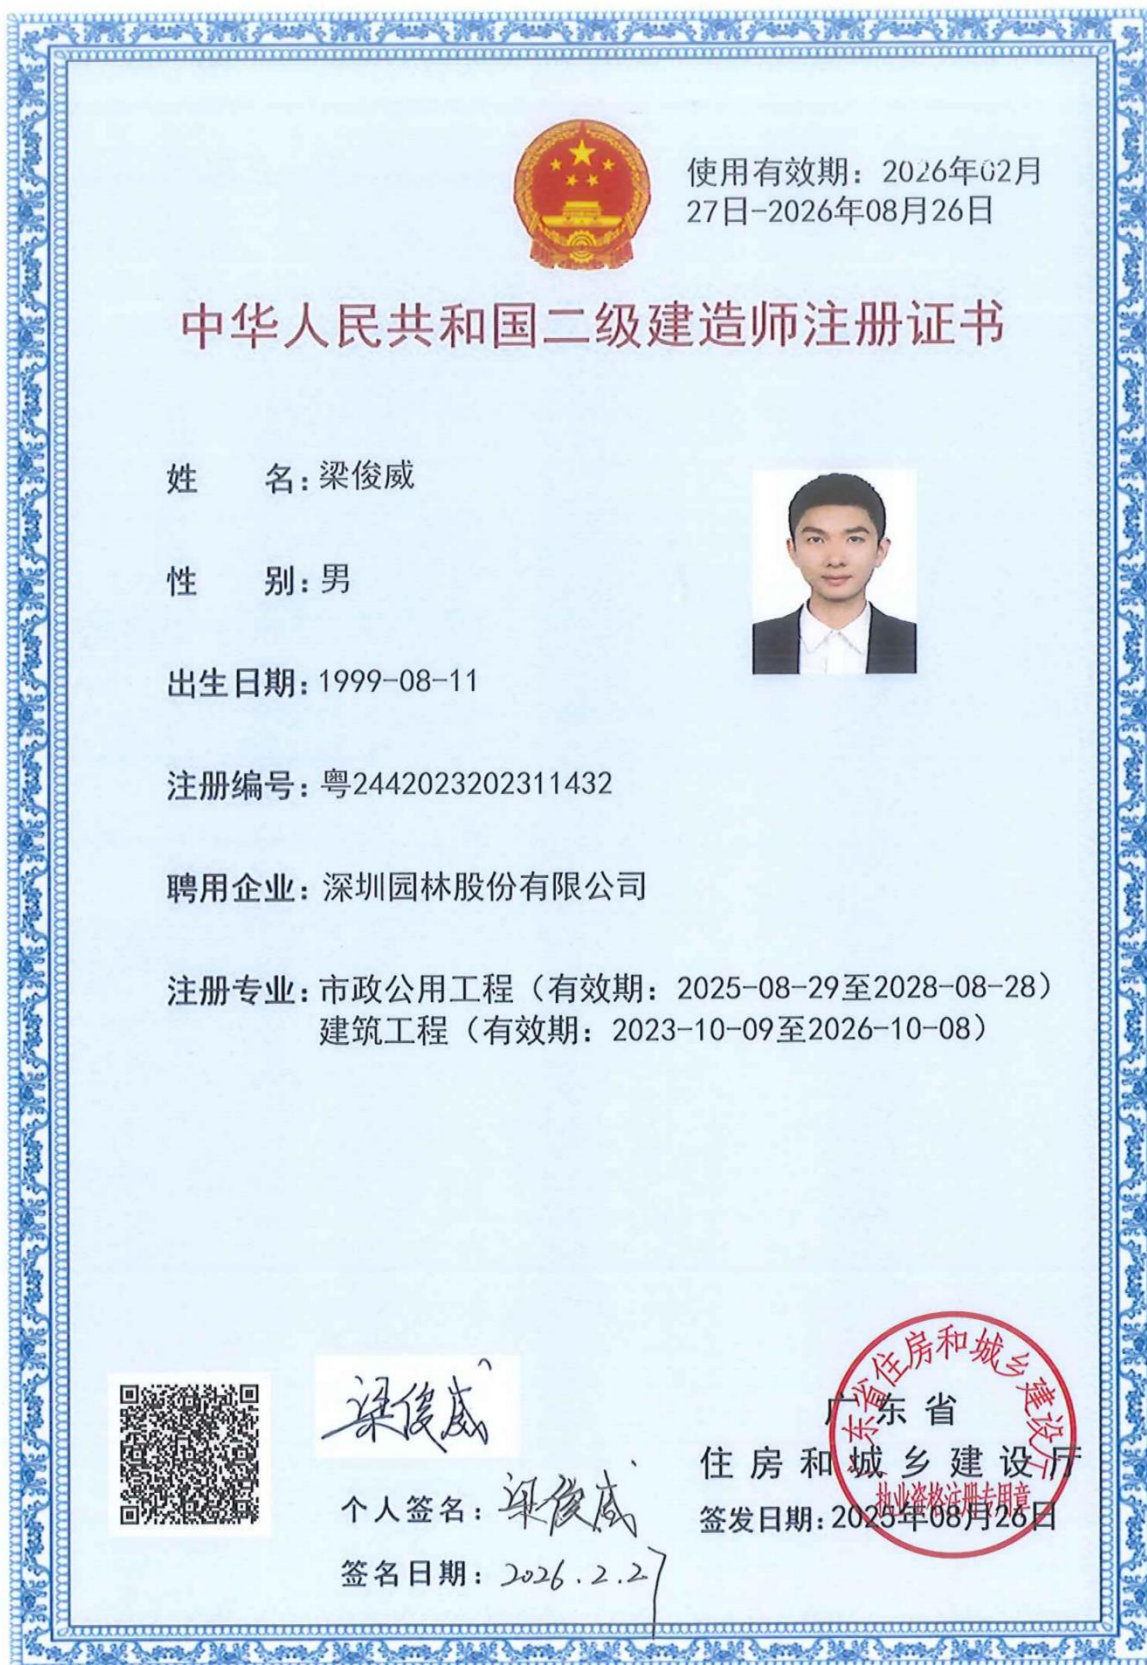 使用有效期：2026年02月
27日-2026年08月26日
中华人民共和国二级建造师注册证书
姓 名：梁俊威
性 别：男
出生日期：1999-08-11
注册编号：粤2442023202311432
聘用企业：深圳园林股份有限公司
注册专业：市政公用工程（有效期：2025-08-29至2028-08-28）
建筑工程（有效期：2023-10-09至2026-10-08）
梁俊威
个人签名：梁俊威
签名日期：2026.2.27
广东省住房和城乡建设厅
执业资格注册专用章
广东省
住房和城乡建设厅
签发日期：2025年08月26日